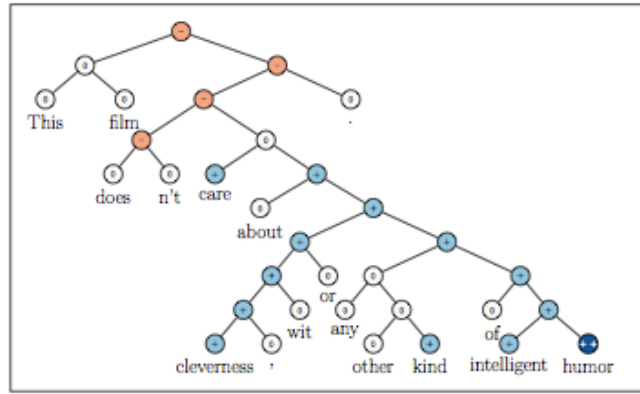 This film .
does n't care
about
or
wit any of
cleverness , other kind intelligent humor